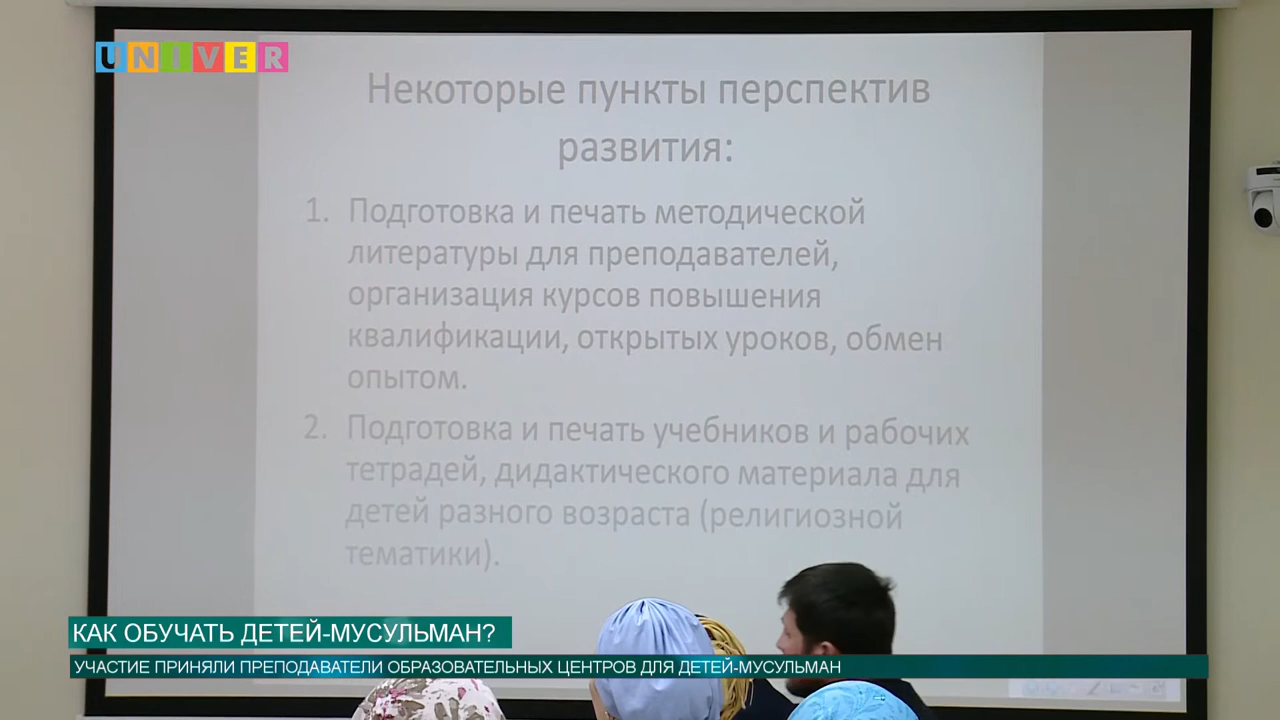 UNIVER
Некоторые пункты перспектив
развития:
1. Подготовка и печать методической
литературы для преподавателей,
организация курсов повышения
квалификации, открытых уроков, обмен
опытом.
2. Подготовка и печать учебников и рабочих
тетрадей, дидактического материала для
детей разного возраста (религиозной
тематики).
КАК ОБУЧАТЬ ДЕТЕЙ-МУСУЛЬМАН?
УЧАСТИЕ ПРИНЯЛИ ПРЕПОДАВАТЕЛИ ОБРАЗОВАТЕЛЬНЫХ ЦЕНТРОВ ДЛЯ ДЕТЕЙ-МУСУЛЬМАН